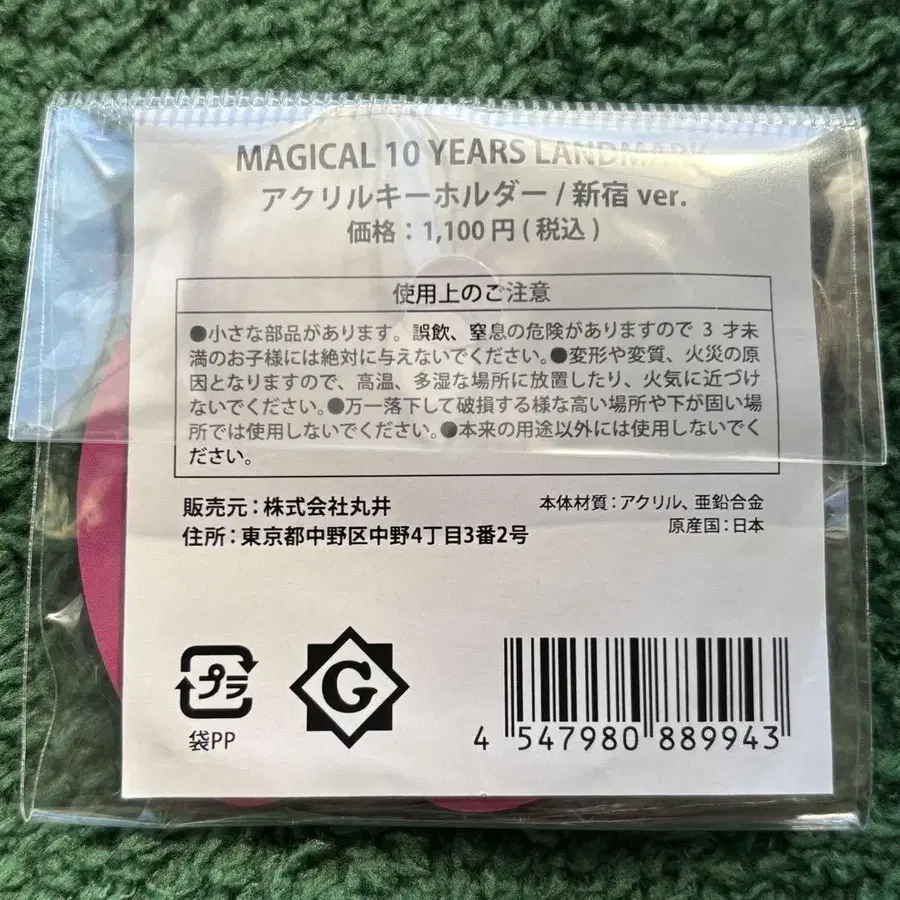 MAGICAL 10 YEARS LANDMARK
アクリルキーホルダー / 新宿 ver.
価格：1,100円 ( 税込 )
使用上のご注意
●小さな部品があります。誤飲、窒息の危険がありますので 3 才未
満のお子様には絶対に与えないでください。●変形や変質、火災の原
因となりますので、高温、多湿な場所に放置したり、火気に近づけ
ないでください。●万一落下して破損する様な高い場所や下が固い場
所では使用しないでください。●本来の用途以外には使用しないでく
ださい。
販売元：株式会社丸井
住所：東京都中野区中野4丁目3番2号
本体材質：アクリル、亜鉛合金
原産国：日本
プラ
袋PP
G
4 547980 889943